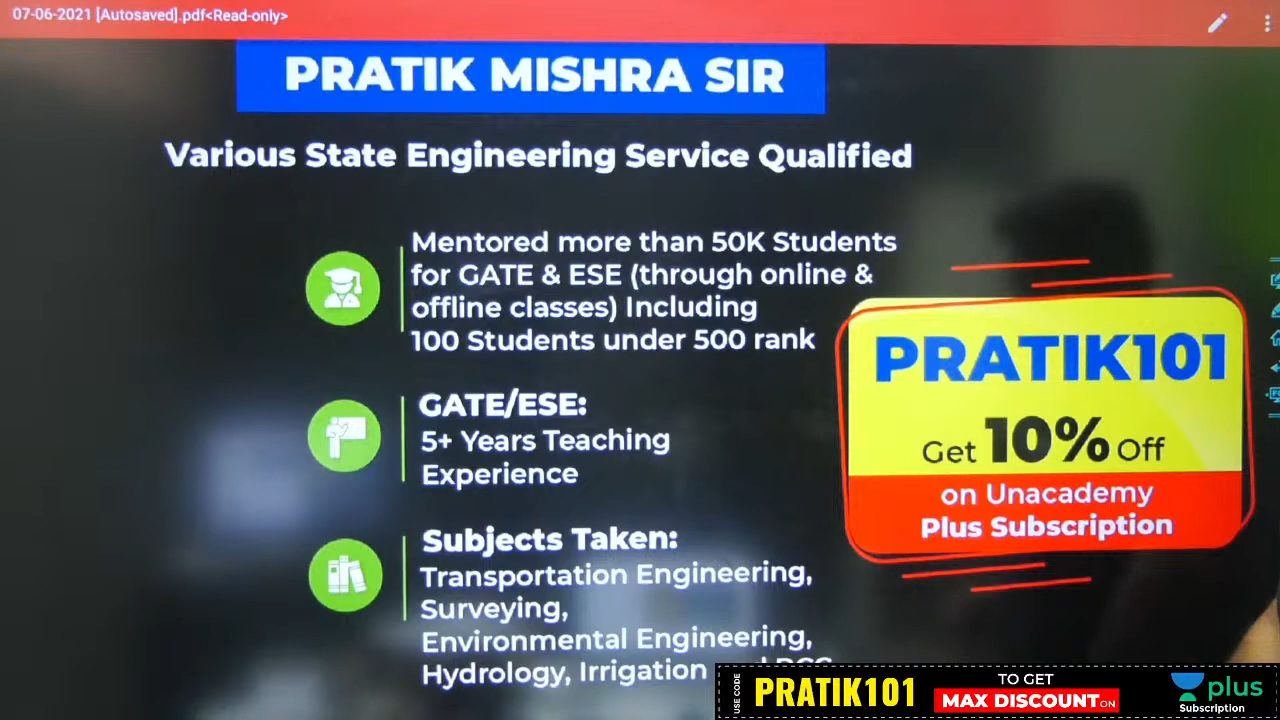 07-06-2021 [Autosaved].pdf<Read-only>
PRATIK MISHRA SIR
Various State Engineering Service Qualified
Mentored more than 50K Students
for GATE & ESE (through online &
offline classes) Including
100 Students under 500 rank
GATE/ESE:
5+ Years Teaching
Experience
Subjects Taken:
Transportation Engineering,
Surveying,
Environmental Engineering,
Hydrology, Irrigation
PRATIK101
Get 10% Off
on Unacademy
Plus Subscription
USE CODE
PRATIK101
TO GET
MAX DISCOUNT ON
plus
Subscription